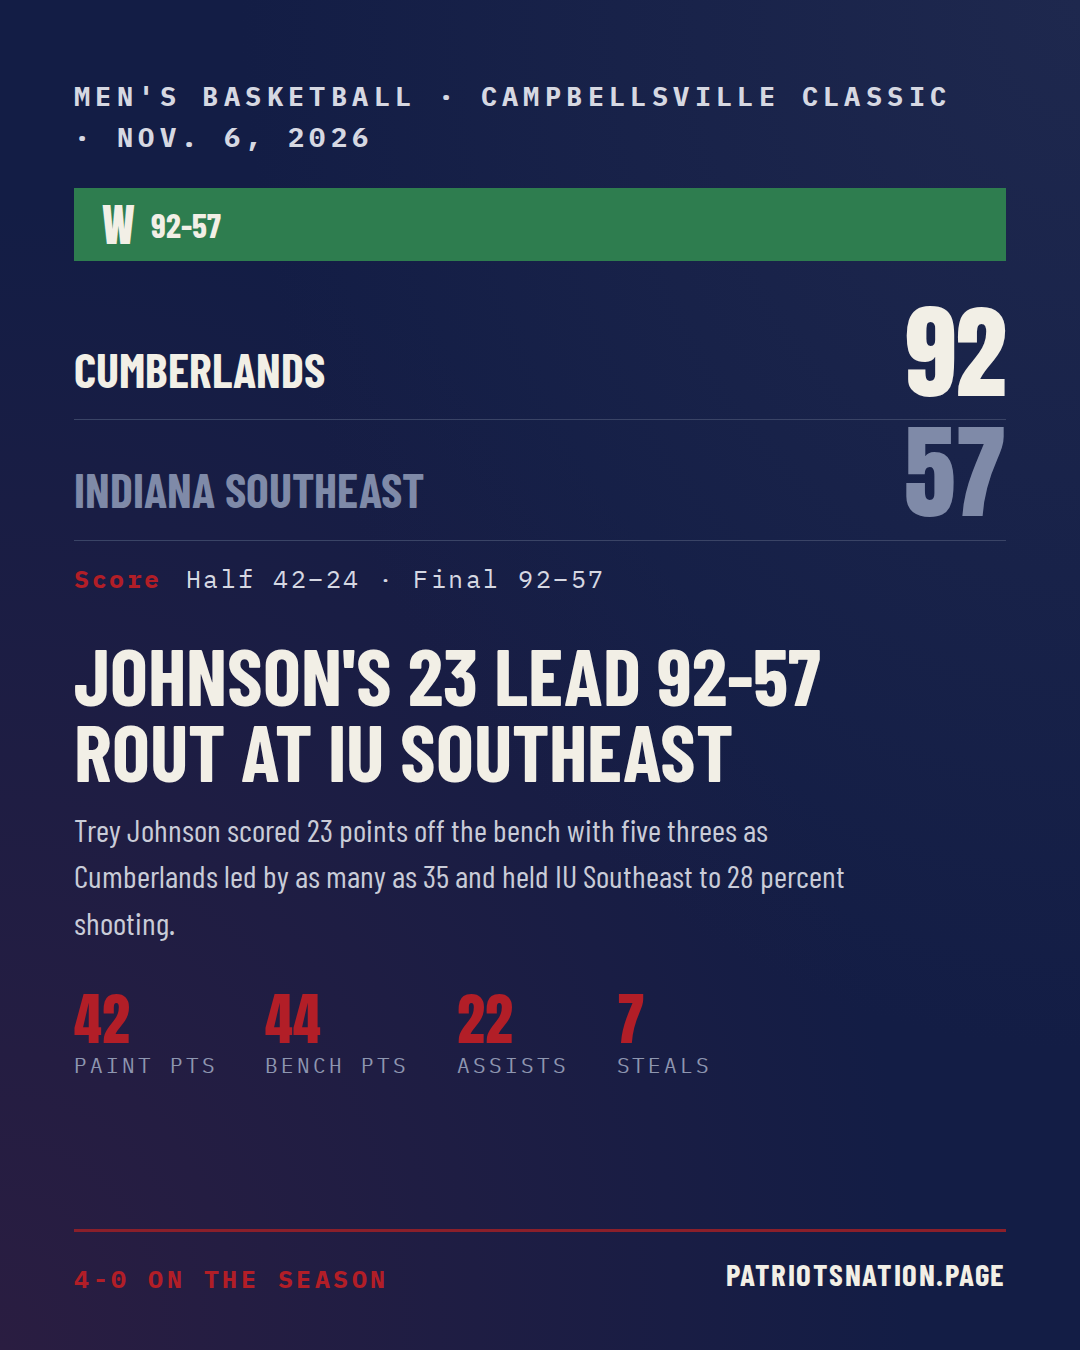 MEN'S BASKETBALL · CAMPBELLSVILLE CLASSIC
· NOV. 6, 2026
W 92-57
CUMBERLANDS 92
INDIANA SOUTHEAST 57
Score Half 42–24 · Final 92–57
JOHNSON'S 23 LEAD 92-57
ROUT AT IU SOUTHEAST
Trey Johnson scored 23 points off the bench with five threes as
Cumberlands led by as many as 35 and held IU Southeast to 28 percent
shooting.
42 44 22 7
PAINT PTS BENCH PTS ASSISTS STEALS
4-0 ON THE SEASON PATRIOTSNATION.PAGE